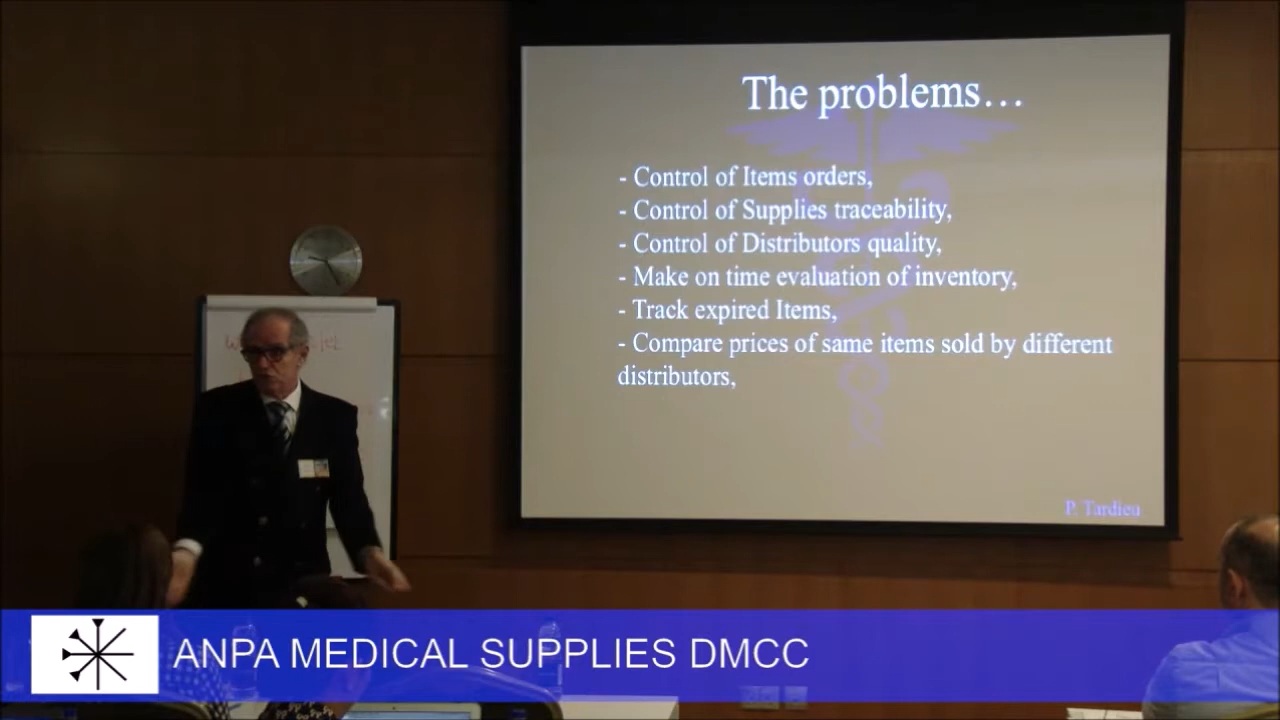 The problems...
- Control of Items orders,
- Control of Supplies traceability,
- Control of Distributors quality,
- Make on time evaluation of inventory,
- Track expired Items,
- Compare prices of same items sold by different
distributors,
P. Tardieu
ANPA MEDICAL SUPPLIES DMCC